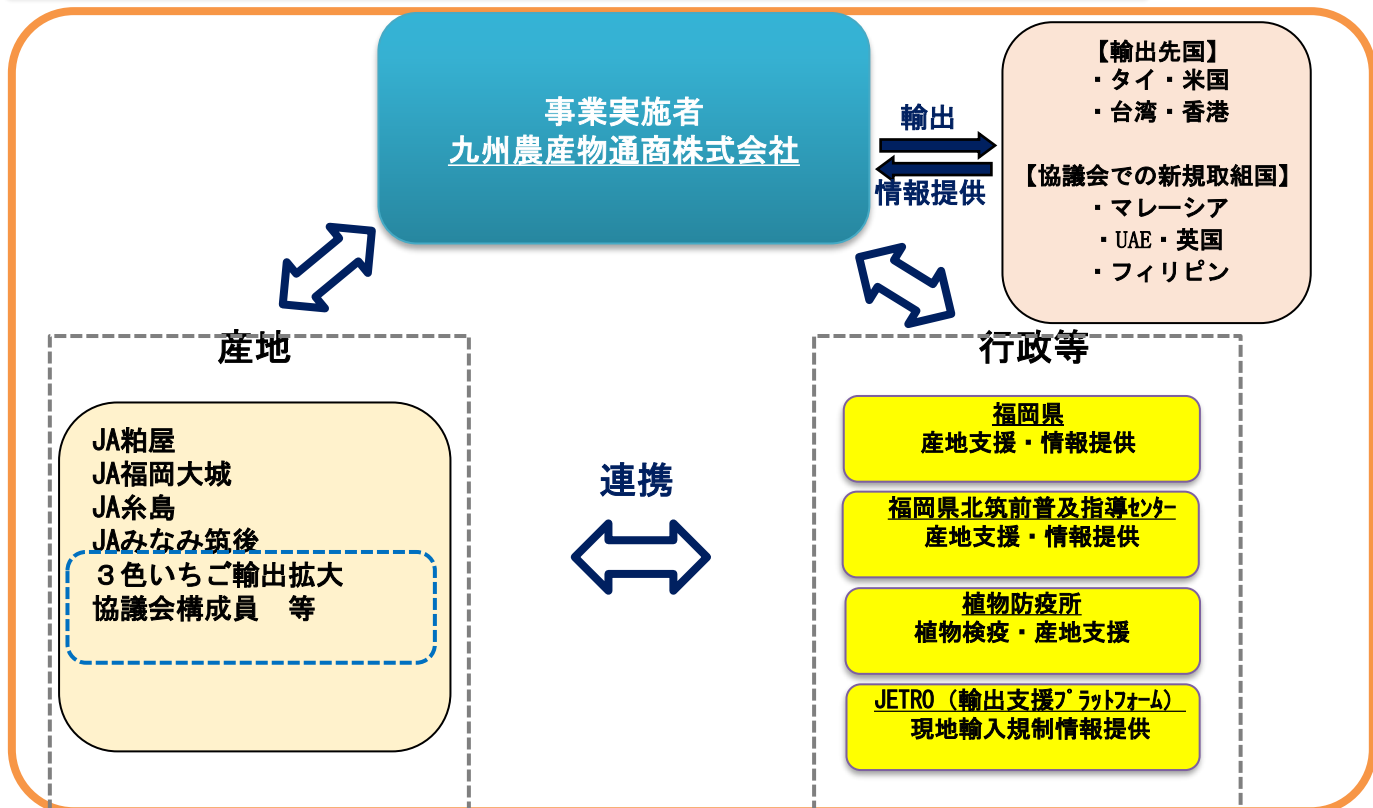 事業実施者
九州農産物通商株式会社
輸出
情報提供
【輸出先国】
・タイ・米国
・台湾・香港
【協議会での新規取組国】
・マレーシア
・UAE・英国
・フィリピン
産地
JA粕屋
JA福岡大城
JA糸島
JAみなみ筑後
３色いちご輸出拡大
協議会構成員　等
連携
行政等
福岡県
産地支援・情報提供
福岡県北筑前普及指導ｾﾝﾀｰ
産地支援・情報提供
植物防疫所
植物検疫・産地支援
JETRO（輸出支援ﾌﾟﾗｯﾄﾌｫｰﾑ）
現地輸入規制情報提供